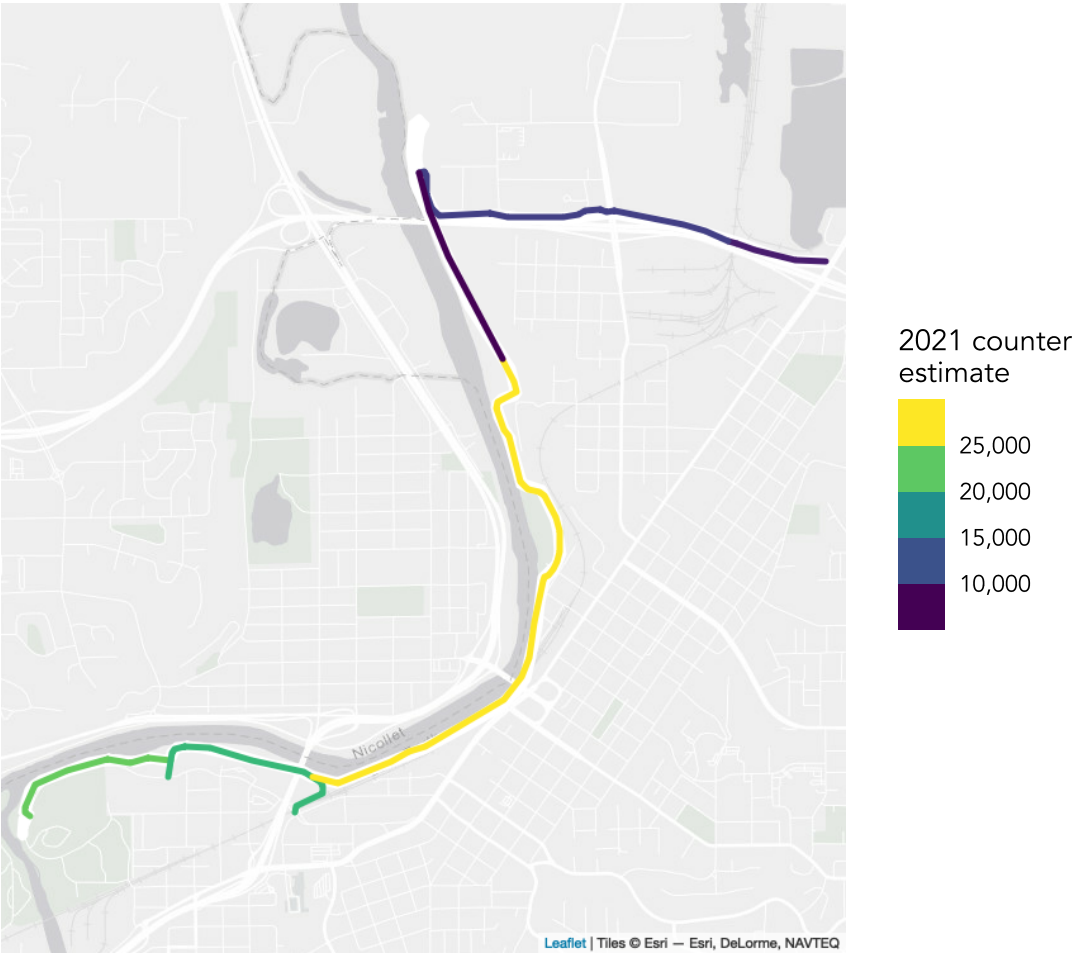 2021 counter
estimate
25,000
20,000
15,000
10,000
Nicollet
Leaflet | Tiles © Esri — Esri, DeLorme, NAVTEQ